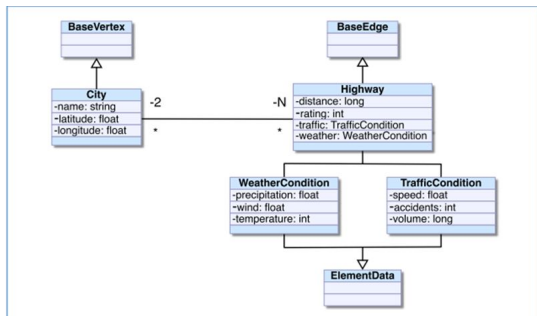 BaseVertex
BaseEdge
City
-name: string
-latitude: float
-longitude: float
-2
-N
*
*
Highway
-distance: long
-rating: int
-traffic: TrafficCondition
-weather: WeatherCondition
WeatherCondition
-precipitation: float
-wind: float
-temperature: int
TrafficCondition
-speed: float
-accidents: int
-volume: long
ElementData